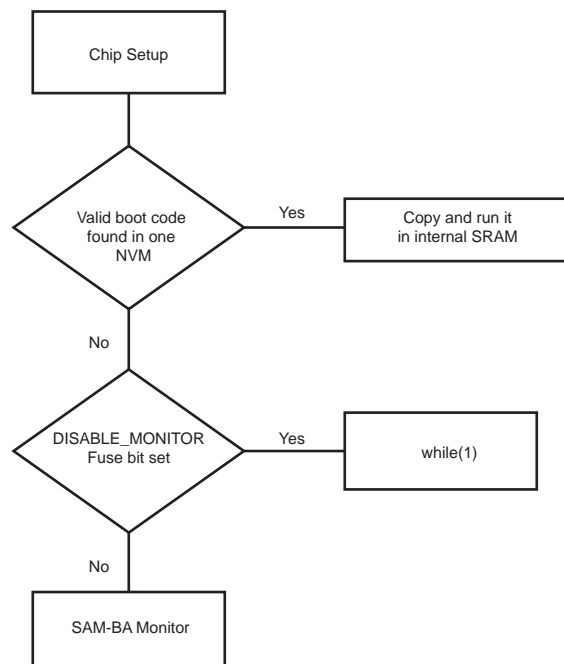 Chip Setup
Valid boot code
found in one
NVM
Yes
Copy and run it
in internal SRAM
No
DISABLE_MONITOR
Fuse bit set
Yes
while(1)
No
SAM-BA Monitor